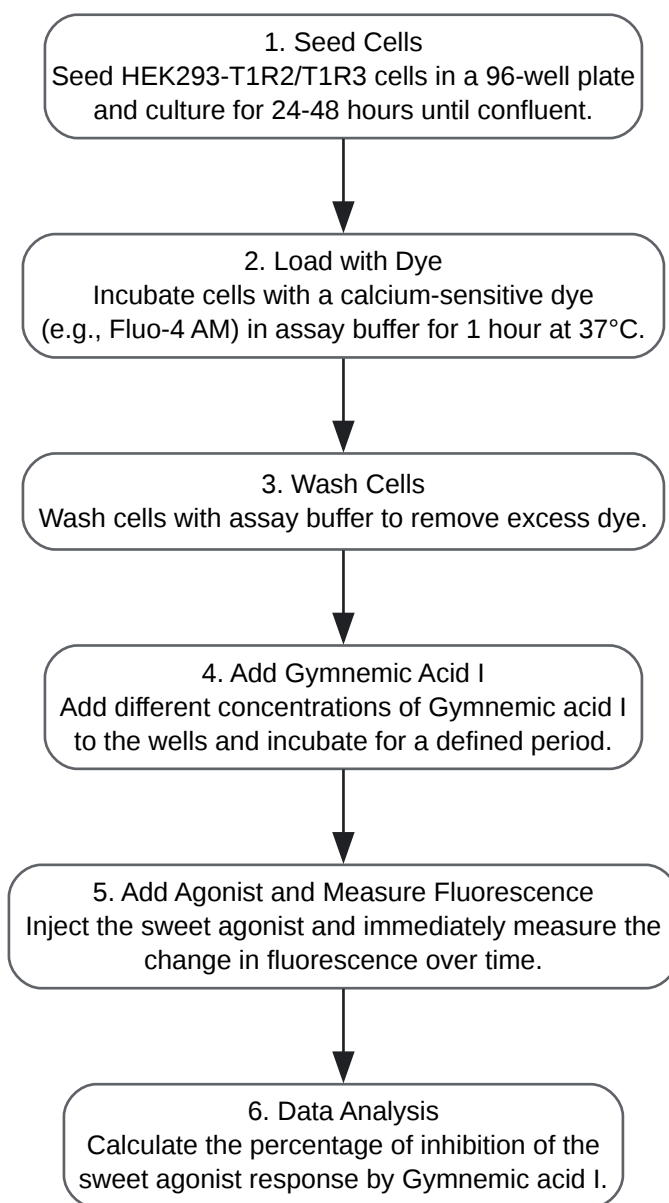 1. Seed Cells
Seed HEK293-T1R2/T1R3 cells in a 96-well plate
and culture for 24-48 hours until confluent.
2. Load with Dye
Incubate cells with a calcium-sensitive dye
(e.g., Fluo-4 AM) in assay buffer for 1 hour at 37°C.
3. Wash Cells
Wash cells with assay buffer to remove excess dye.
4. Add Gymnemic Acid I
Add different concentrations of Gymnemic acid I
to the wells and incubate for a defined period.
5. Add Agonist and Measure Fluorescence
Inject the sweet agonist and immediately measure the
change in fluorescence over time.
6. Data Analysis
Calculate the percentage of inhibition of the
sweet agonist response by Gymnemic acid I.